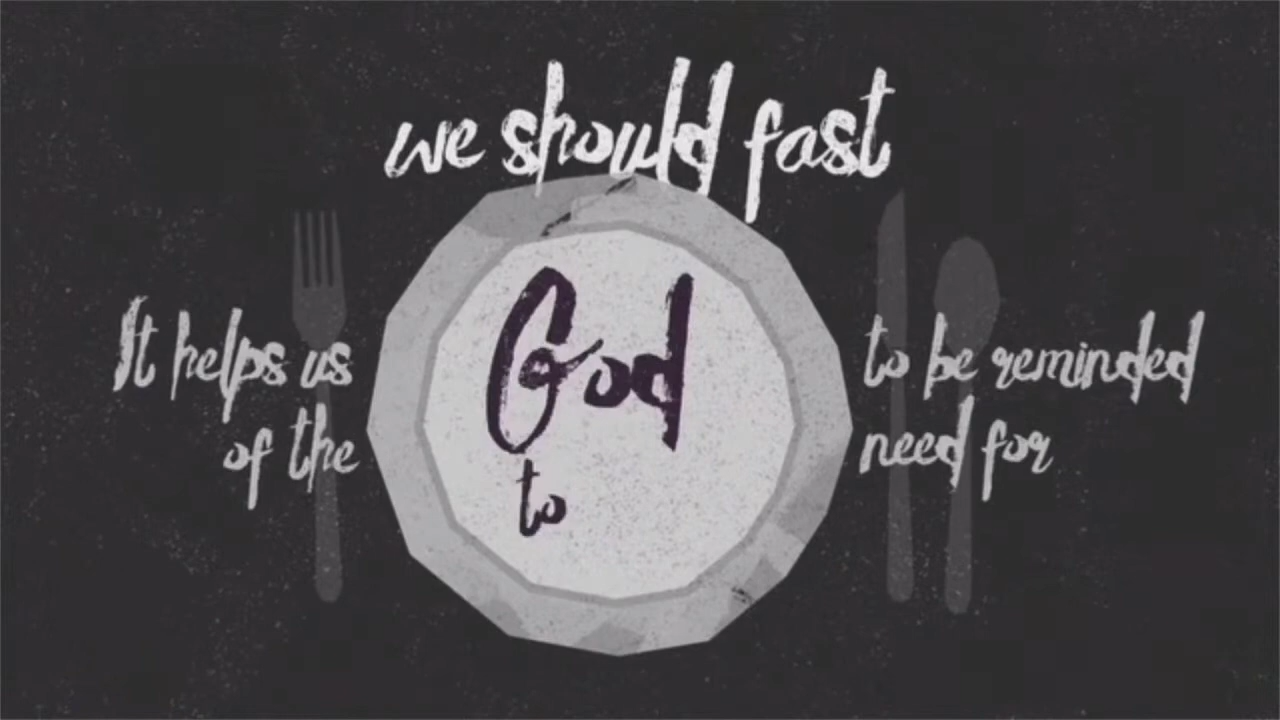 we should fast
It helps us
of the
God
to
to be reminded
need for